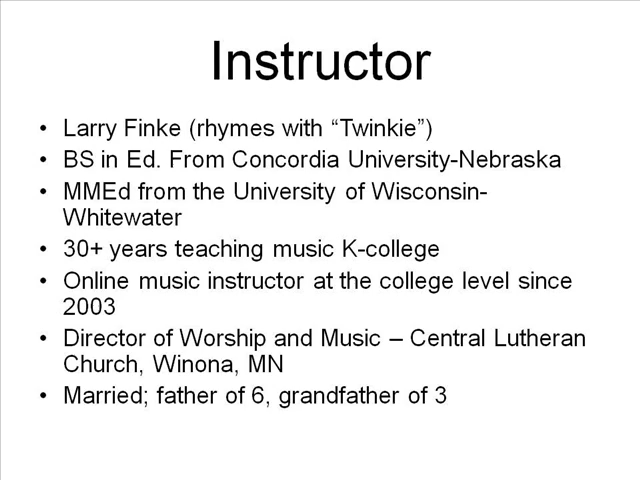 Instructor
• Larry Finke (rhymes with “Twinkie”)
• BS in Ed. From Concordia University-Nebraska
• MMEd from the University of Wisconsin-
Whitewater
• 30+ years teaching music K-college
• Online music instructor at the college level since
2003
• Director of Worship and Music – Central Lutheran
Church, Winona, MN
• Married; father of 6, grandfather of 3